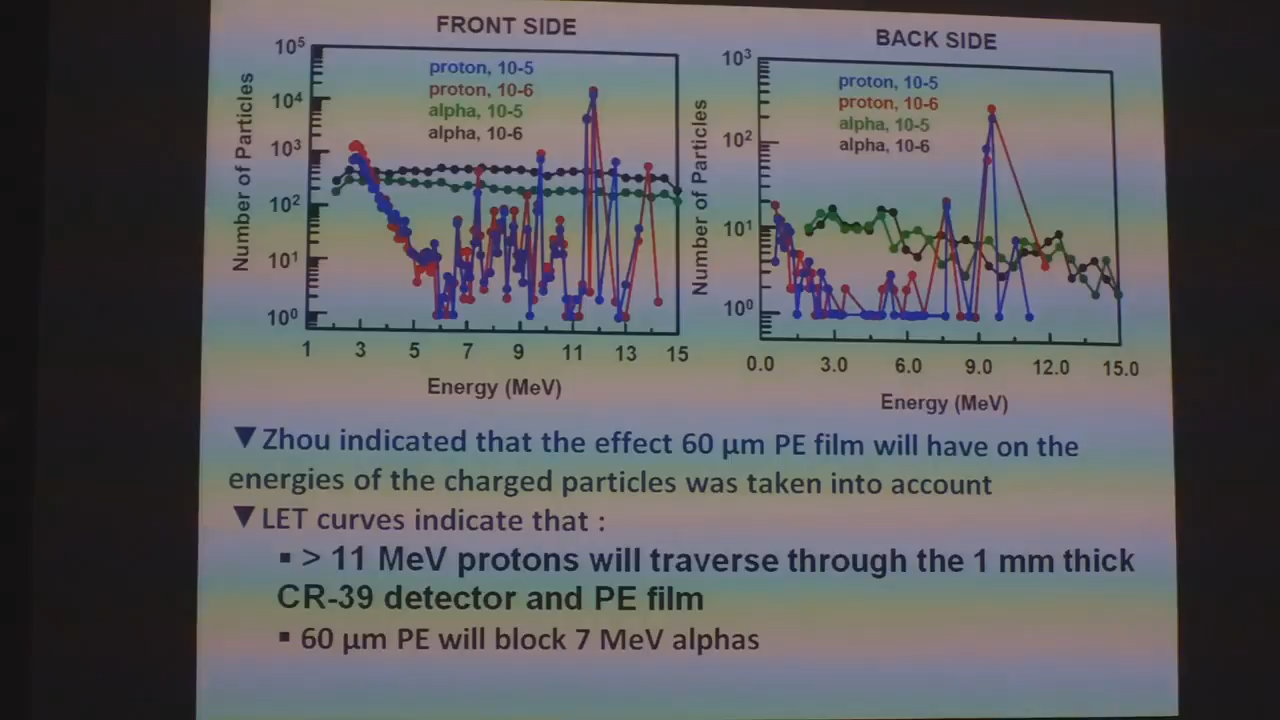 FRONT SIDE
10⁵
10⁴
10³
10²
10¹
10⁰
Number of Particles
proton, 10-5
proton, 10-6
alpha, 10-5
alpha, 10-6
1 3 5 7 9 11 13 15
Energy (MeV)
BACK SIDE
10³
10²
10¹
10⁰
Number of Particles
proton, 10-5
proton, 10-6
alpha, 10-5
alpha, 10-6
0.0 3.0 6.0 9.0 12.0 15.0
Energy (MeV)
▼Zhou indicated that the effect 60 µm PE film will have on the
energies of the charged particles was taken into account
▼LET curves indicate that :
▪ > 11 MeV protons will traverse through the 1 mm thick
CR-39 detector and PE film
▪ 60 µm PE will block 7 MeV alphas